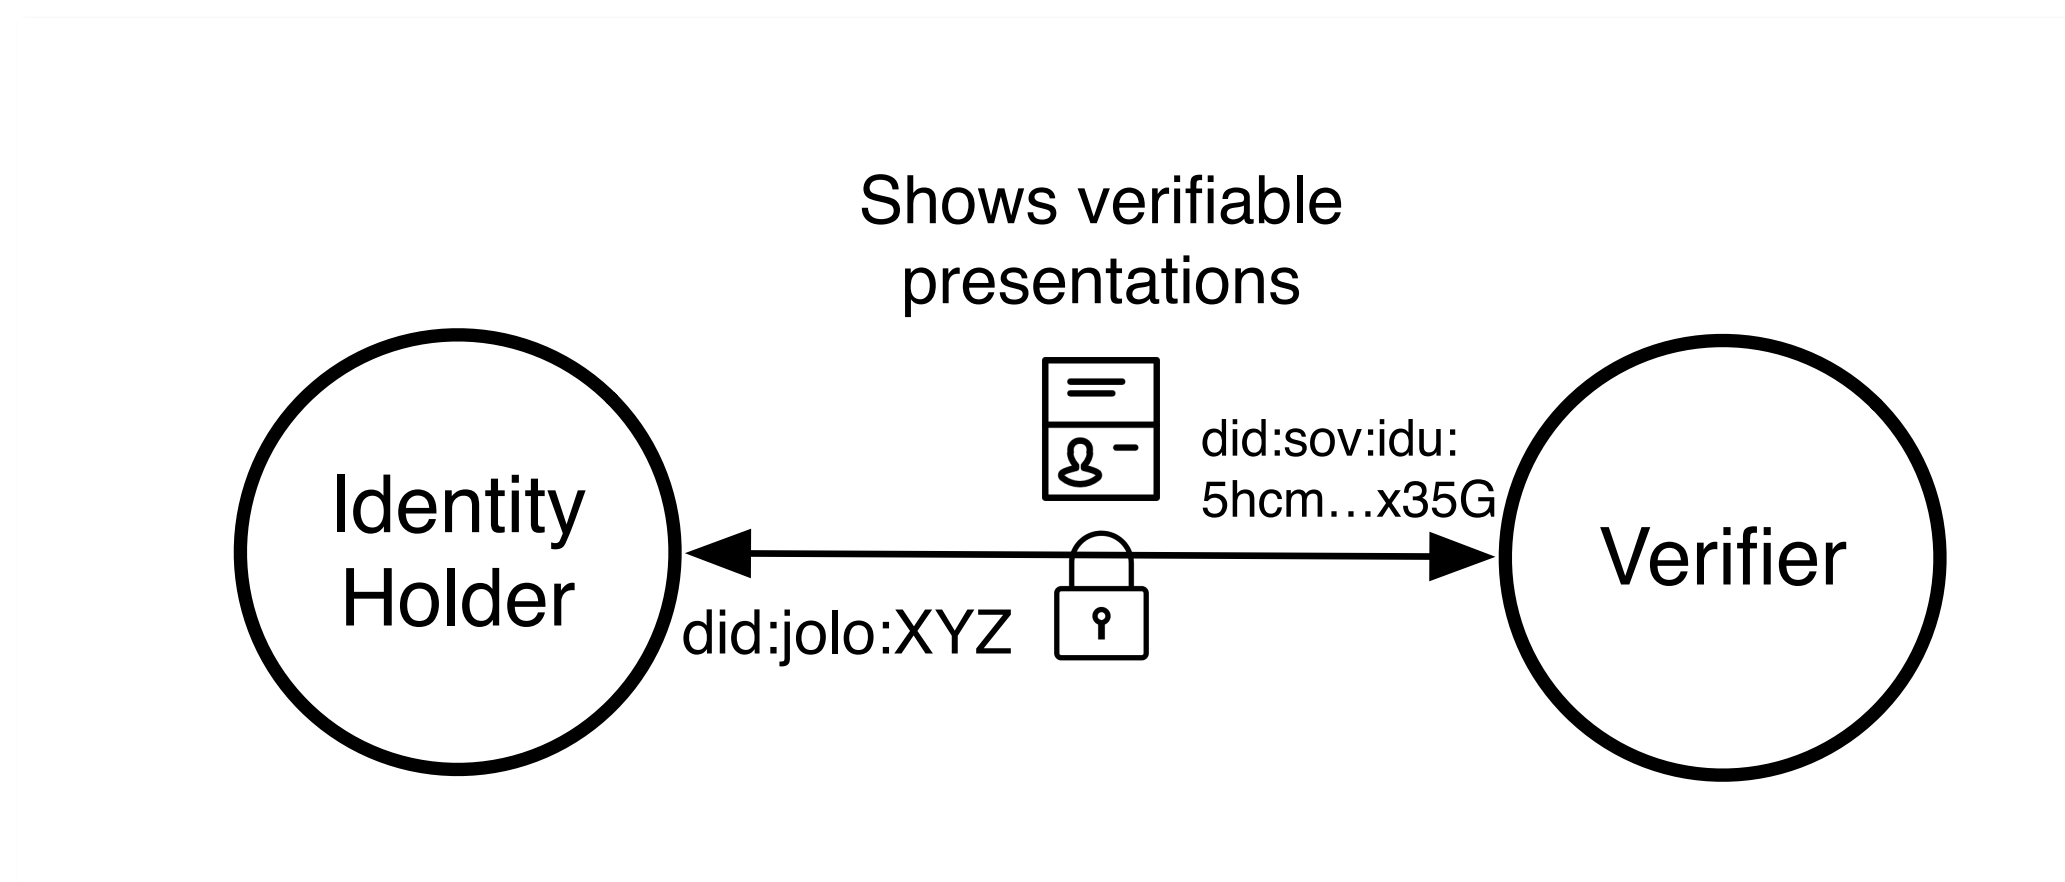 Shows verifiable
presentations
Identity
Holder
did:sov:idu:
5hcm…x35G
Verifier
did:jolo:XYZ